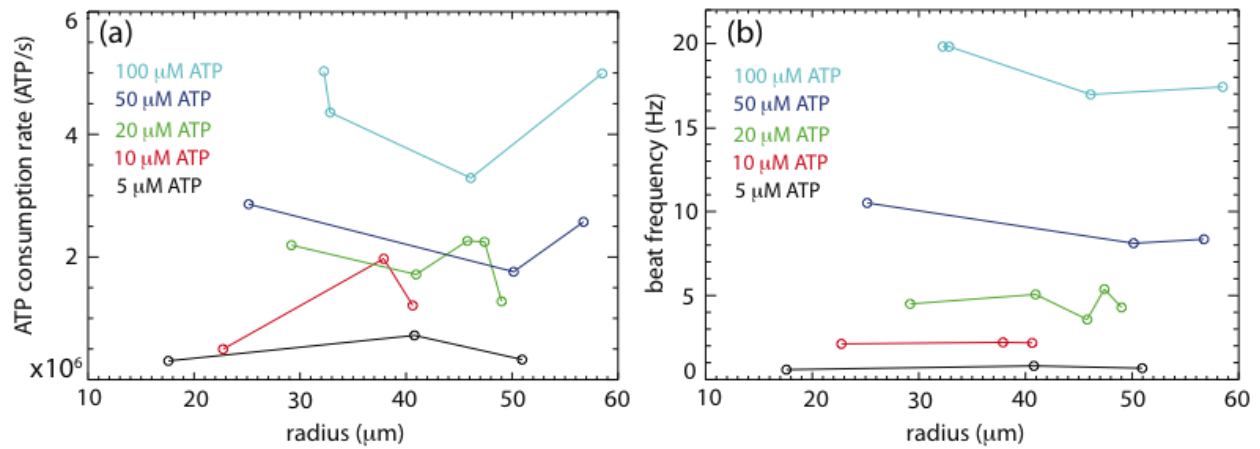 (a)
ATP consumption rate (ATP/s)
x10⁶
6
4
2
100 μM ATP
50 μM ATP
20 μM ATP
10 μM ATP
5 μM ATP
10 20 30 40 50 60
radius (μm)
(b)
beat frequency (Hz)
20
15
10
5
0
100 μM ATP
50 μM ATP
20 μM ATP
10 μM ATP
5 μM ATP
10 20 30 40 50 60
radius (μm)